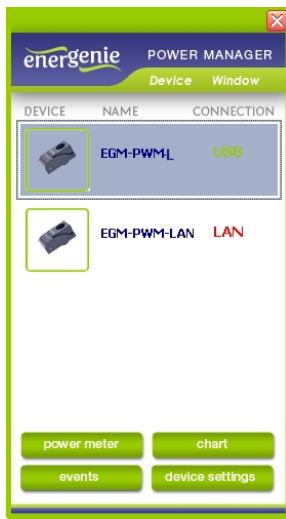 energenie POWER MANAGER
Device Window
DEVICE NAME CONNECTION
EGM-PWM-L USB
EGM-PWM-LAN LAN
power meter chart
events device settings